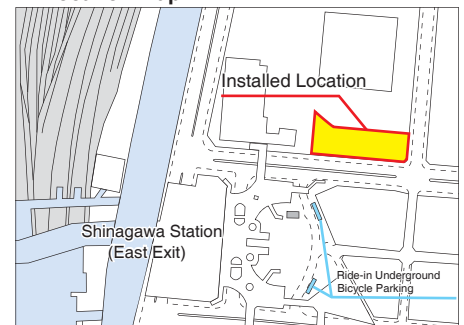 Installed Location
Shinagawa Station
(East Exit)
Ride-in Underground
Bicycle Parking